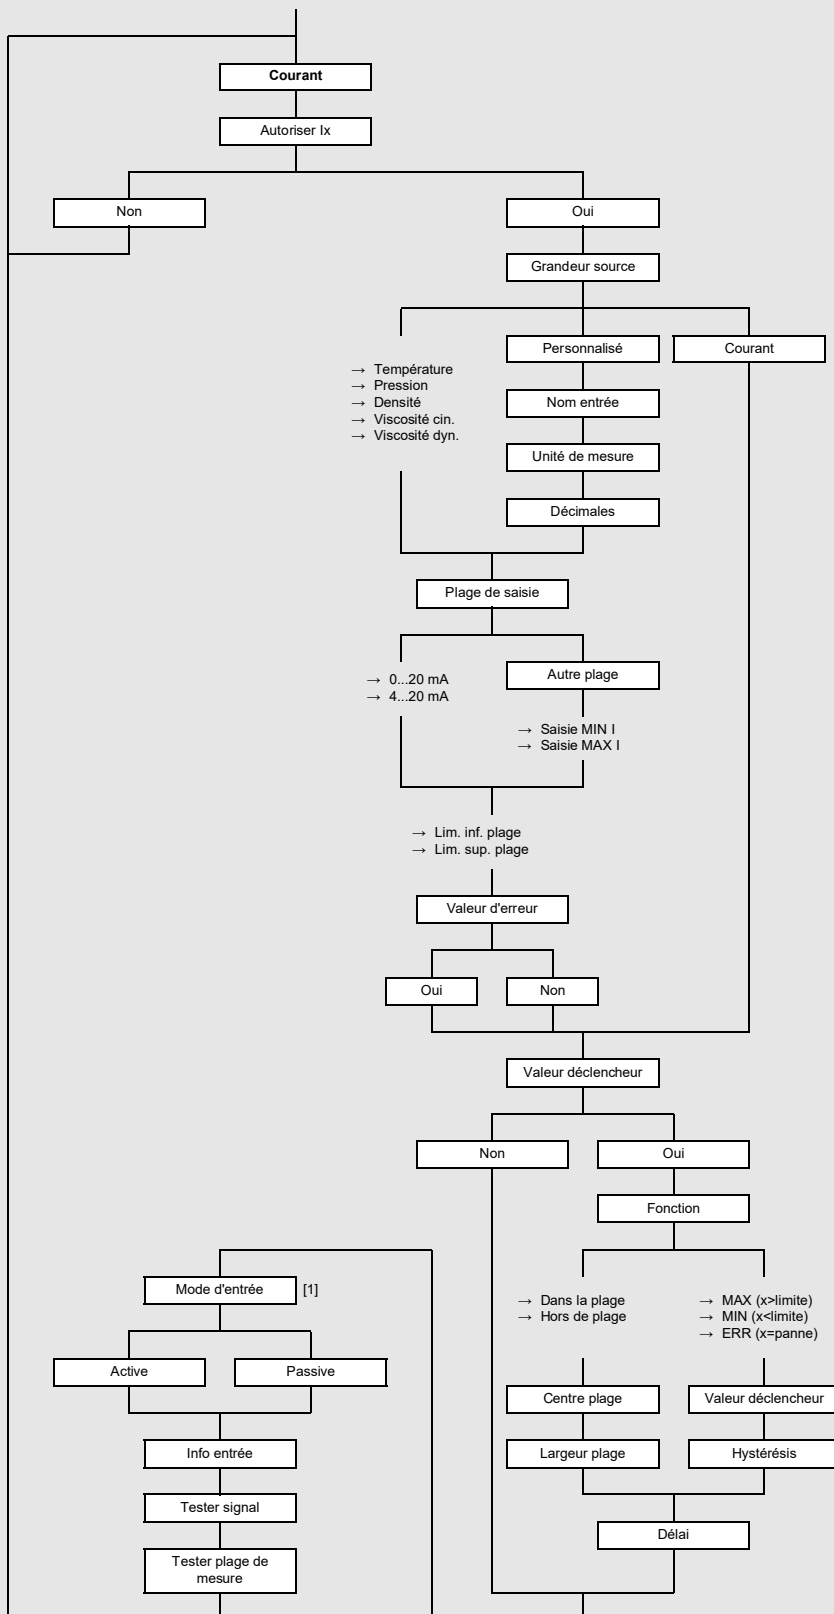 Courant
Autoriser Ix
Non
Oui
Grandeur source
Personnalisé
Courant
→ Température
→ Pression
→ Densité
→ Viscosité cin.
→ Viscosité dyn.
Nom entrée
Unité de mesure
Décimales
Plage de saisie
→ 0...20 mA
→ 4...20 mA
Autre plage
→ Saisie MIN I
→ Saisie MAX I
→ Lim. inf. plage
→ Lim. sup. plage
Valeur d'erreur
Oui
Non
Valeur déclencheur
Non
Oui
Fonction
Mode d'entrée
[1]
→ Dans la plage
→ Hors de plage
→ MAX (x>limite)
→ MIN (x<limite)
→ ERR (x=panne)
Active
Passive
Centre plage
Valeur déclencheur
Info entrée
Largeur plage
Hystérésis
Tester signal
Délai
Tester plage de
mesure